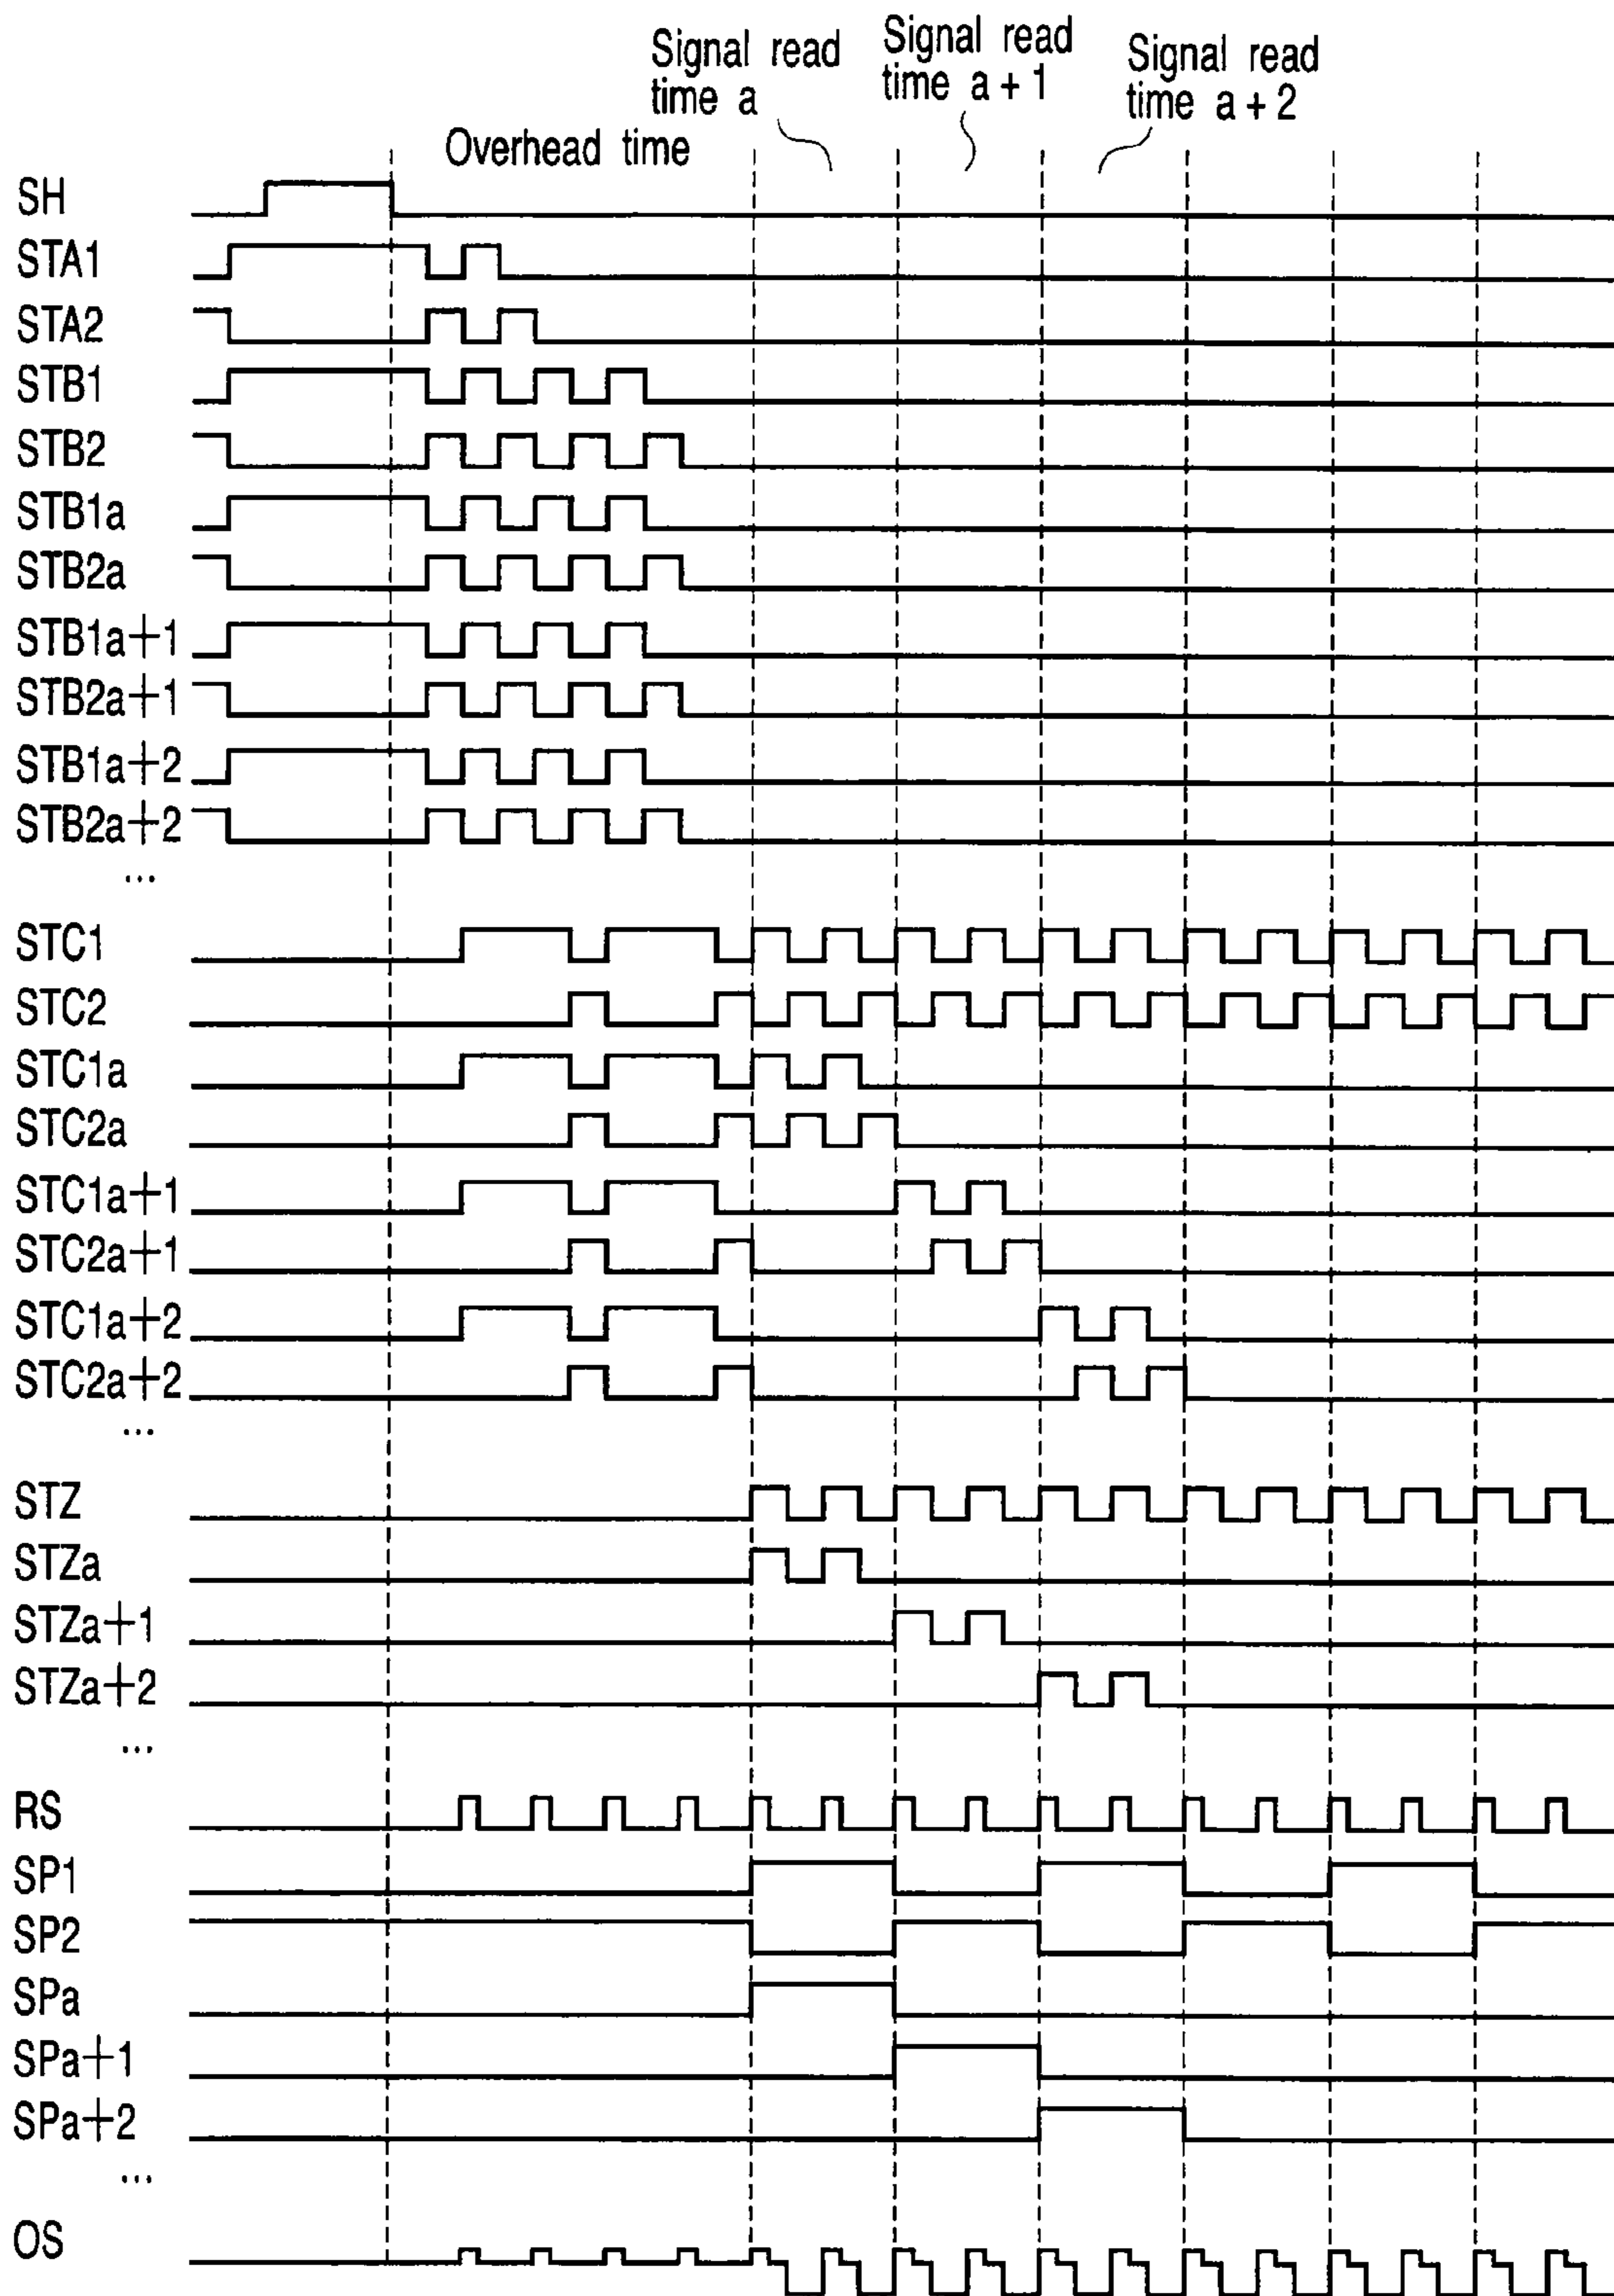 Signal read
time a
Signal read
time a + 1
Signal read
time a + 2
Overhead time
SH
STA1
STA2
STB1
STB2
STB1a
STB2a
STB1a+1
STB2a+1
STB1a+2
STB2a+2
...
STC1
STC2
STC1a
STC2a
STC1a+1
STC2a+1
STC1a+2
STC2a+2
...
STZ
STZa
STZa+1
STZa+2
...
RS
SP1
SP2
SPa
SPa+1
SPa+2
...
OS